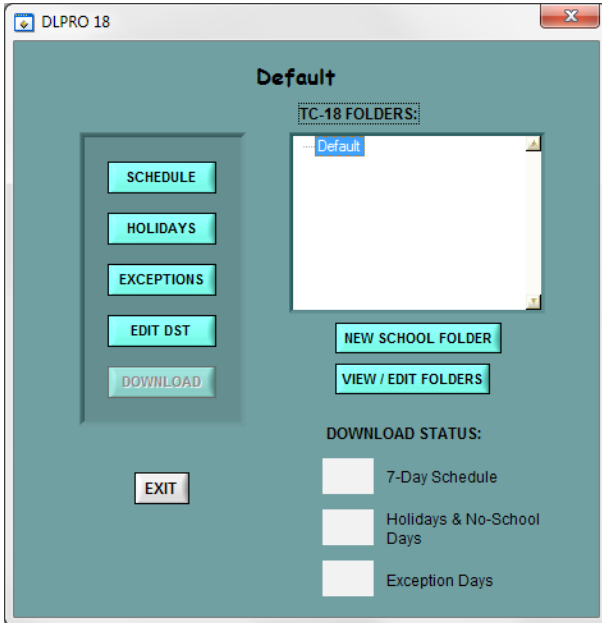 DLPRO 18
Default
TC-18 FOLDERS:
Default
SCHEDULE
HOLIDAYS
EXCEPTIONS
EDIT DST
DOWNLOAD
EXIT
NEW SCHOOL FOLDER
VIEW / EDIT FOLDERS
DOWNLOAD STATUS:
7-Day Schedule
Holidays & No-School
Days
Exception Days